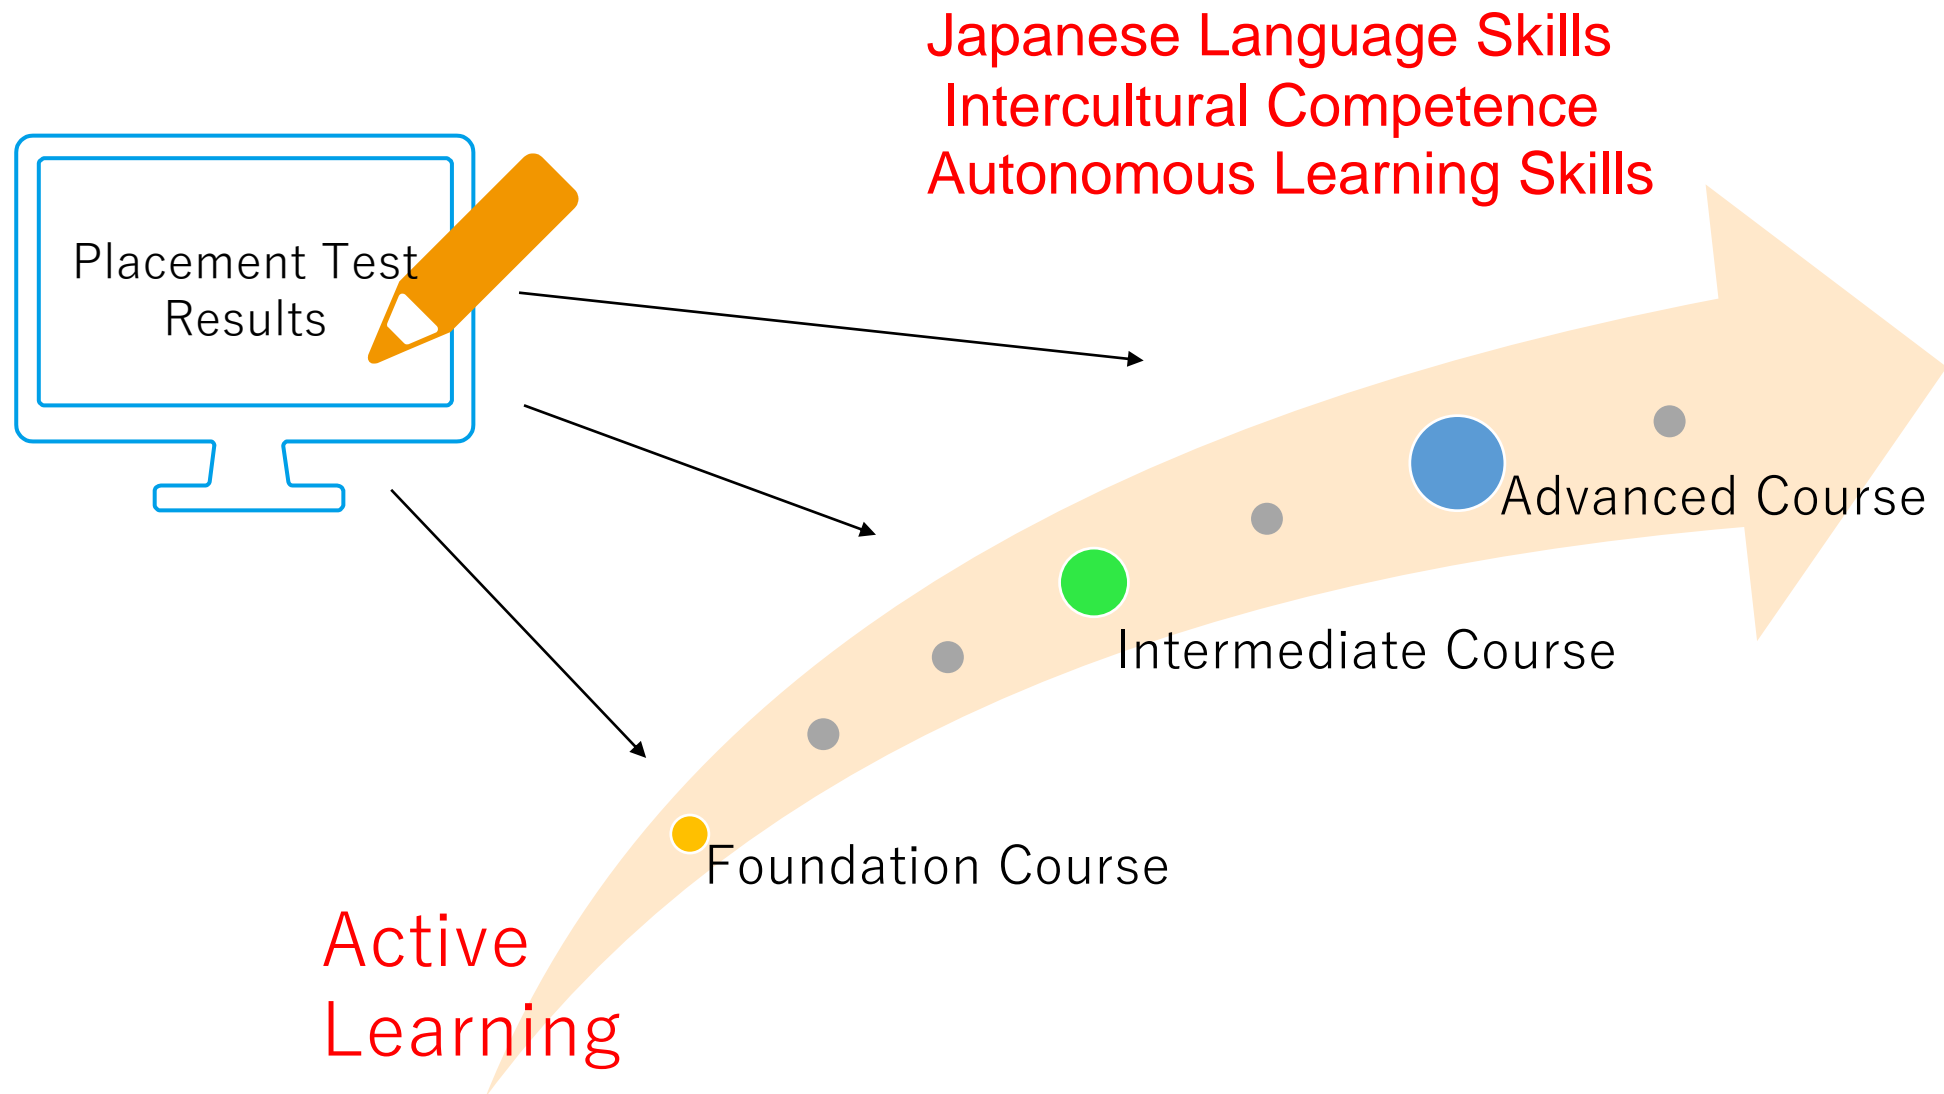 Japanese Language Skills
Intercultural Competence
Autonomous Learning Skills
Placement Test
Results
Advanced Course
Intermediate Course
Foundation Course
Active
Learning